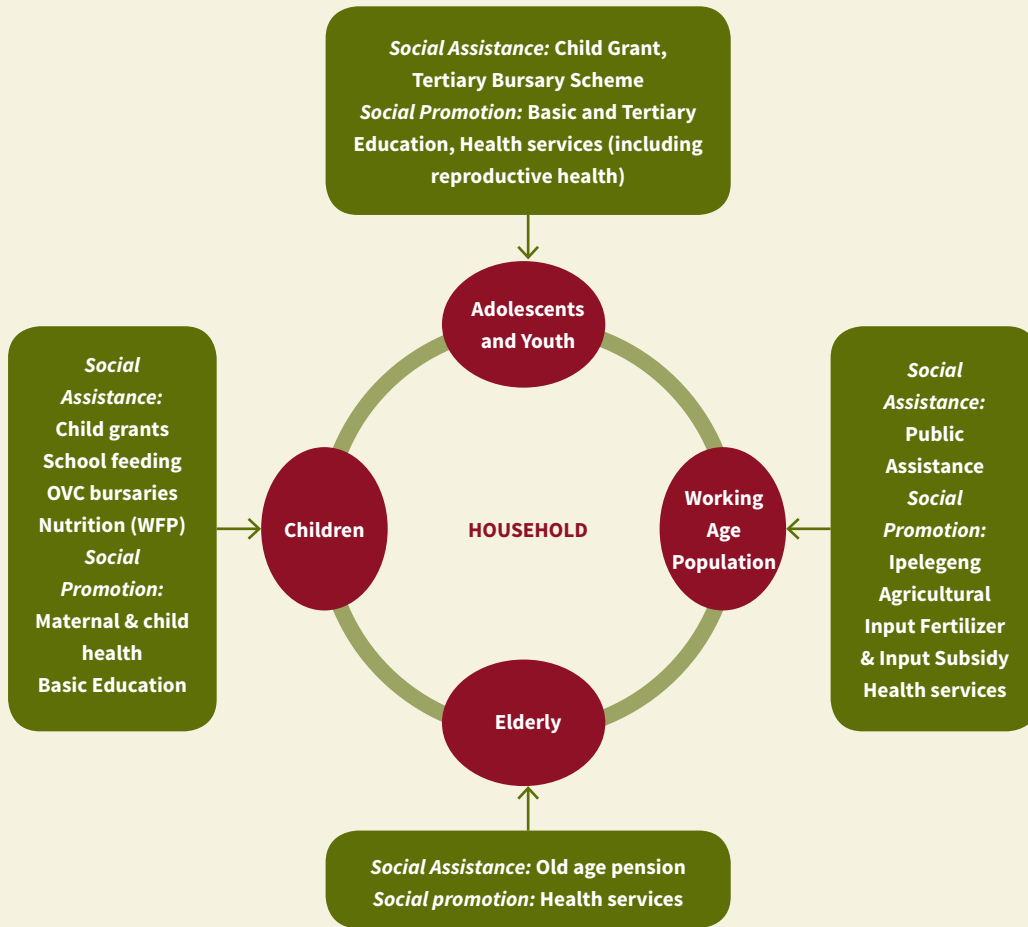 Social Assistance: Child Grant,
Tertiary Bursary Scheme
Social Promotion: Basic and Tertiary
Education, Health services (including
reproductive health)
Adolescents
and Youth
Social
Assistance:
Child grants
School feeding
OVC bursaries
Nutrition (WFP)
Social
Promotion:
Maternal & child
health
Basic Education
Children
HOUSEHOLD
Working
Age
Population
Social
Assistance:
Public
Assistance
Social
Promotion:
Ipelegeng
Agricultural
Input Fertilizer
& Input Subsidy
Health services
Elderly
Social Assistance: Old age pension
Social promotion: Health services